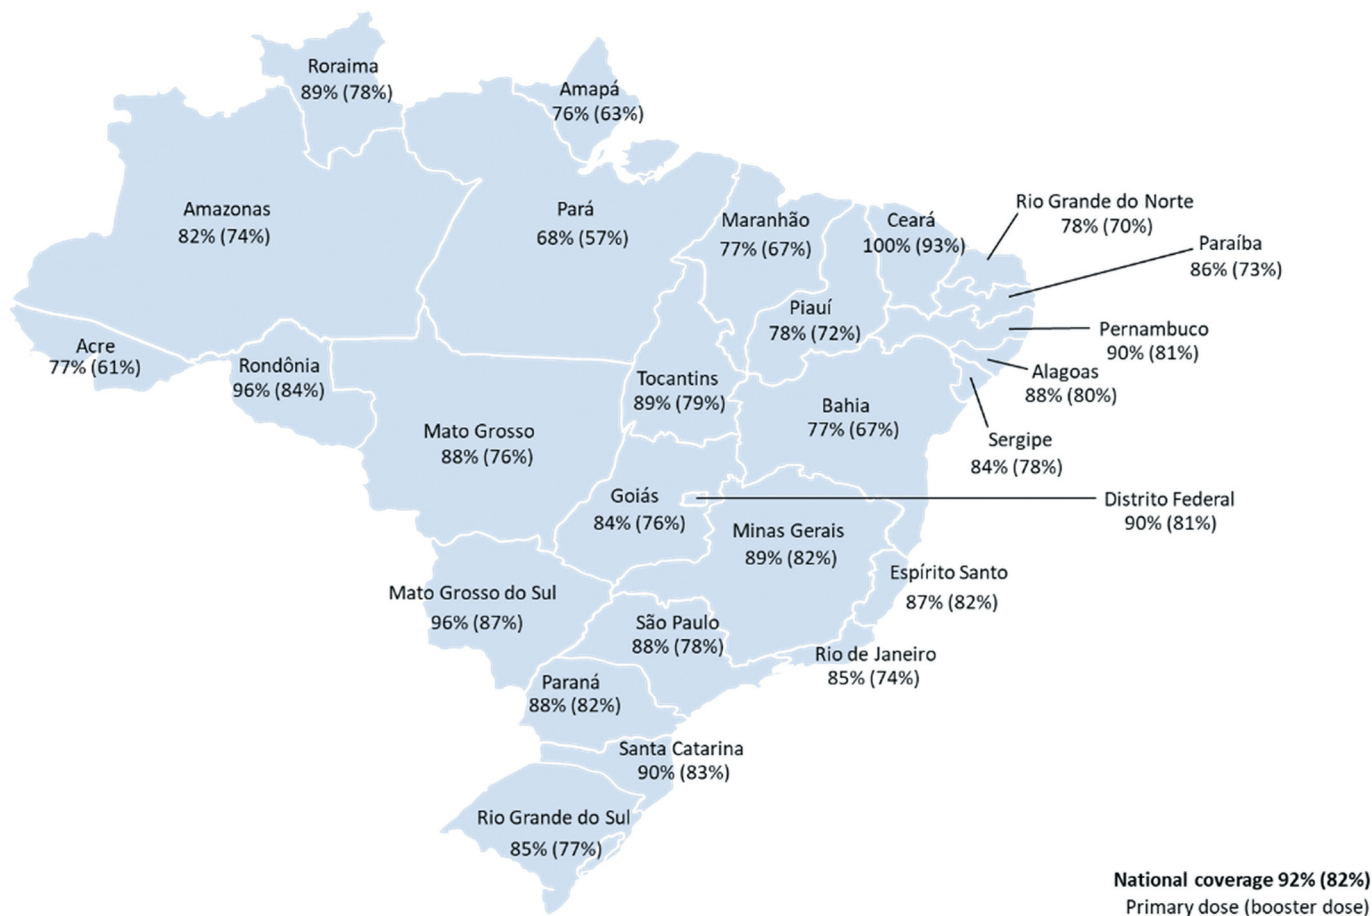 Roraima
89% (78%)
Amapá
76% (63%)
Amazonas
82% (74%)
Pará
68% (57%)
Maranhão
77% (67%)
Ceará
100% (93%)
Rio Grande do Norte
78% (70%)
Paraíba
86% (73%)
Piauí
78% (72%)
Pernambuco
90% (81%)
Acre
77% (61%)
Rondônia
96% (84%)
Tocantins
89% (79%)
Alagoas
88% (80%)
Bahia
77% (67%)
Mato Grosso
88% (76%)
Sergipe
84% (78%)
Goiás
84% (76%)
Distrito Federal
90% (81%)
Minas Gerais
89% (82%)
Espírito Santo
87% (82%)
Mato Grosso do Sul
96% (87%)
São Paulo
88% (78%)
Rio de Janeiro
85% (74%)
Paraná
88% (82%)
Santa Catarina
90% (83%)
Rio Grande do Sul
85% (77%)
National coverage 92% (82%)
Primary dose (booster dose)